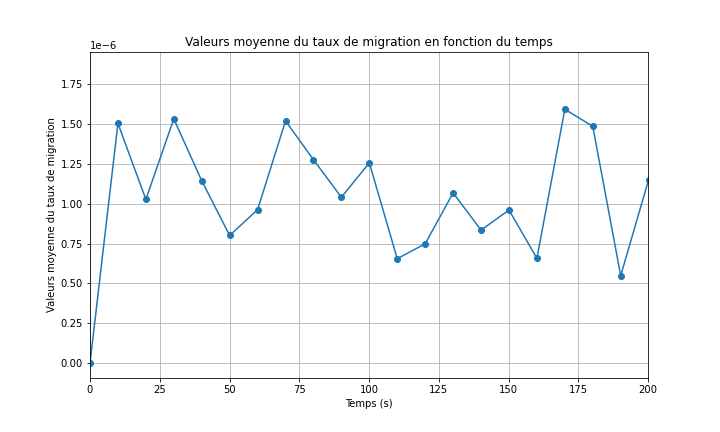 Valeurs moyenne du taux de migration en fonction du temps
1e−6
1.75
1.50
1.25
1.00
0.75
0.50
0.25
0.00
Valeurs moyenne du taux de migration
0 25 50 75 100 125 150 175 200
Temps (s)